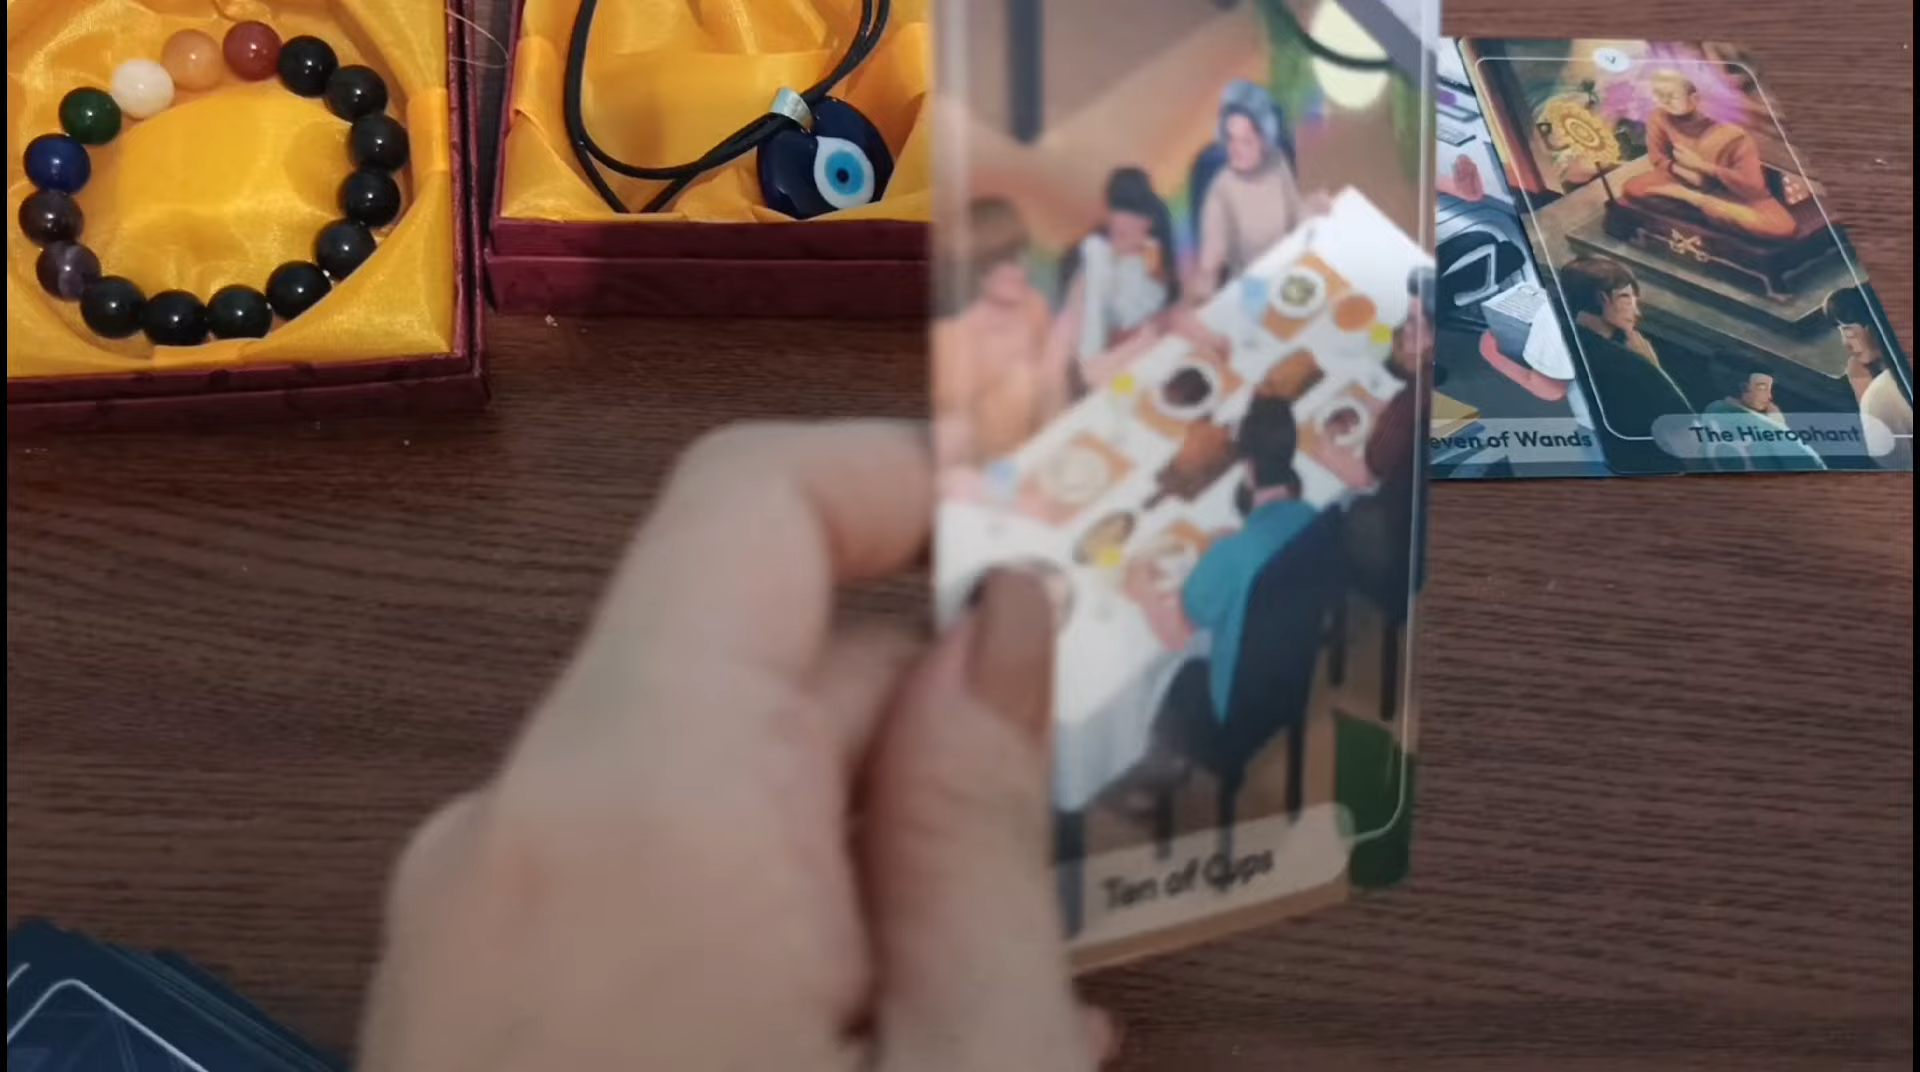 V
even of Wands
The Hierophant
Ten of Cups